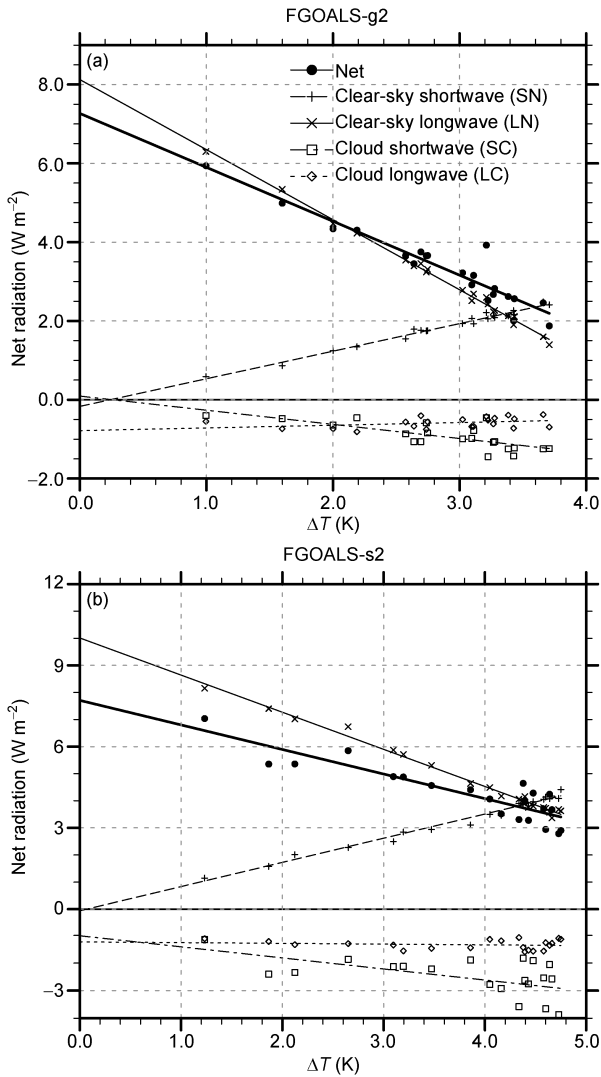 FGOALS-g2
(a)
Net
Clear-sky shortwave (SN)
Clear-sky longwave (LN)
Cloud shortwave (SC)
Cloud longwave (LC)
Net radiation (W m⁻²)
8.0
6.0
4.0
2.0
0.0
−2.0
0.0 1.0 2.0 3.0 4.0
ΔT (K)
FGOALS-s2
(b)
Net radiation (W m⁻²)
12
9
6
3
0
−3
0.0 1.0 2.0 3.0 4.0 5.0
ΔT (K)